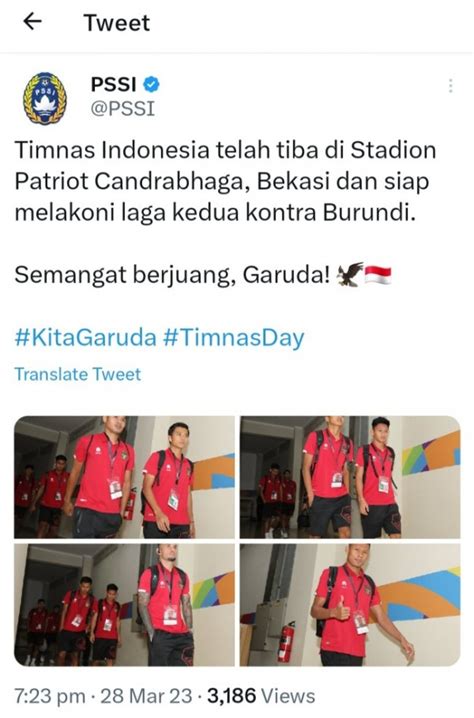 Tweet
PSSI
PSSI
@PSSI
Timnas Indonesia telah tiba di Stadion
Patriot Candrabhaga, Bekasi dan siap
melakoni laga kedua kontra Burundi.
Semangat berjuang, Garuda! 🦅🇮🇩
#KitaGaruda #TimnasDay
Translate Tweet
7:23 pm · 28 Mar 23 · 3,186 Views